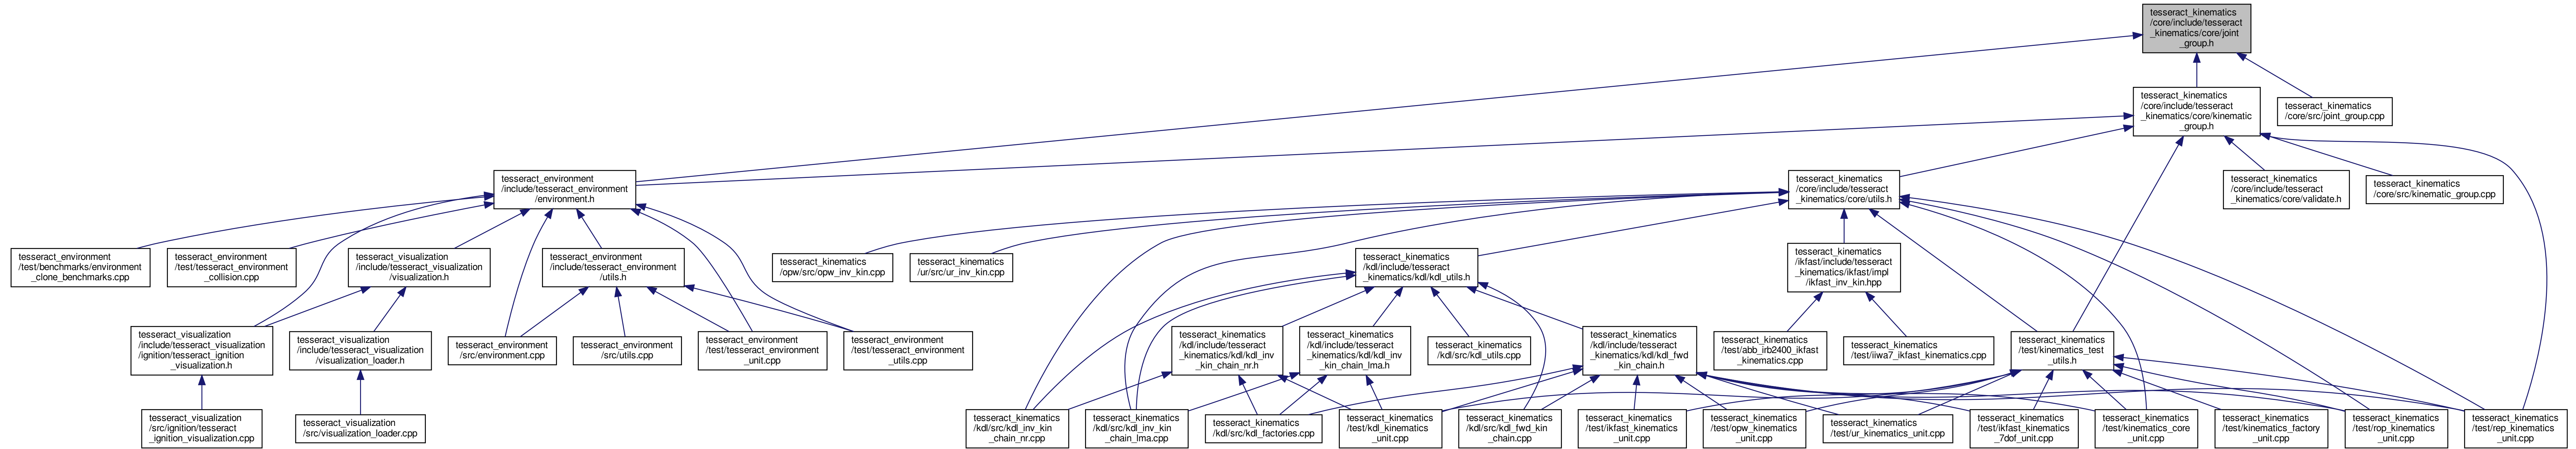 tesseract_kinematics
/core/include/tesseract
_kinematics/core/joint
_group.h
tesseract_kinematics
/core/include/tesseract
_kinematics/core/kinematic
_group.h
tesseract_kinematics
/core/src/joint_group.cpp
tesseract_environment
/include/tesseract_environment
/environment.h
tesseract_kinematics
/core/include/tesseract
_kinematics/core/utils.h
tesseract_kinematics
/core/include/tesseract
_kinematics/core/validate.h
tesseract_kinematics
/core/src/kinematic_group.cpp
tesseract_environment
/test/benchmarks/environment
_clone_benchmarks.cpp
tesseract_environment
/test/tesseract_environment
_collision.cpp
tesseract_visualization
/include/tesseract_visualization
/visualization.h
tesseract_environment
/include/tesseract_environment
/utils.h
tesseract_kinematics
/opw/src/opw_inv_kin.cpp
tesseract_kinematics
/ur/src/ur_inv_kin.cpp
tesseract_kinematics
/kdl/include/tesseract
_kinematics/kdl/kdl_utils.h
tesseract_kinematics
/ikfast/include/tesseract
_kinematics/ikfast/impl
/ikfast_inv_kin.hpp
tesseract_visualization
/include/tesseract_visualization
/ignition/tesseract_ignition
_visualization.h
tesseract_visualization
/include/tesseract_visualization
/visualization_loader.h
tesseract_environment
/src/environment.cpp
tesseract_environment
/src/utils.cpp
tesseract_environment
/test/tesseract_environment
_unit.cpp
tesseract_environment
/test/tesseract_environment
_utils.cpp
tesseract_kinematics
/kdl/include/tesseract
_kinematics/kdl/kdl_inv
_kin_chain_nr.h
tesseract_kinematics
/kdl/include/tesseract
_kinematics/kdl/kdl_inv
_kin_chain_lma.h
tesseract_kinematics
/kdl/src/kdl_utils.cpp
tesseract_kinematics
/kdl/include/tesseract
_kinematics/kdl/kdl_fwd
_kin_chain.h
tesseract_kinematics
/test/abb_irb2400_ikfast
_kinematics.cpp
tesseract_kinematics
/test/iiwa7_ikfast_kinematics.cpp
tesseract_kinematics
/test/kinematics_test
_utils.h
tesseract_visualization
/src/ignition/tesseract
_ignition_visualization.cpp
tesseract_visualization
/src/visualization_loader.cpp
tesseract_kinematics
/kdl/src/kdl_inv_kin
_chain_nr.cpp
tesseract_kinematics
/kdl/src/kdl_inv_kin
_chain_lma.cpp
tesseract_kinematics
/kdl/src/kdl_factories.cpp
tesseract_kinematics
/test/kdl_kinematics
_unit.cpp
tesseract_kinematics
/kdl/src/kdl_fwd_kin
_chain.cpp
tesseract_kinematics
/test/ikfast_kinematics
_unit.cpp
tesseract_kinematics
/test/opw_kinematics
_unit.cpp
tesseract_kinematics
/test/ur_kinematics_unit.cpp
tesseract_kinematics
/test/ikfast_kinematics
_7dof_unit.cpp
tesseract_kinematics
/test/kinematics_core
_unit.cpp
tesseract_kinematics
/test/kinematics_factory
_unit.cpp
tesseract_kinematics
/test/rop_kinematics
_unit.cpp
tesseract_kinematics
/test/rep_kinematics
_unit.cpp